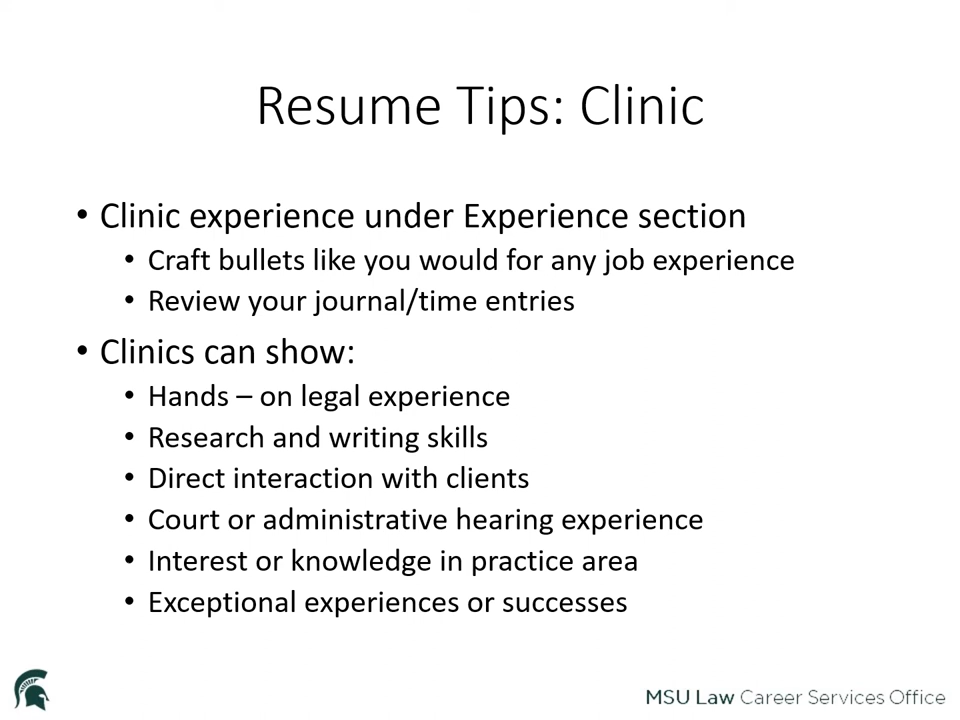 Resume Tips: Clinic
• Clinic experience under Experience section
• Craft bullets like you would for any job experience
• Review your journal/time entries
• Clinics can show:
• Hands – on legal experience
• Research and writing skills
• Direct interaction with clients
• Court or administrative hearing experience
• Interest or knowledge in practice area
• Exceptional experiences or successes
MSU Law Career Services Office